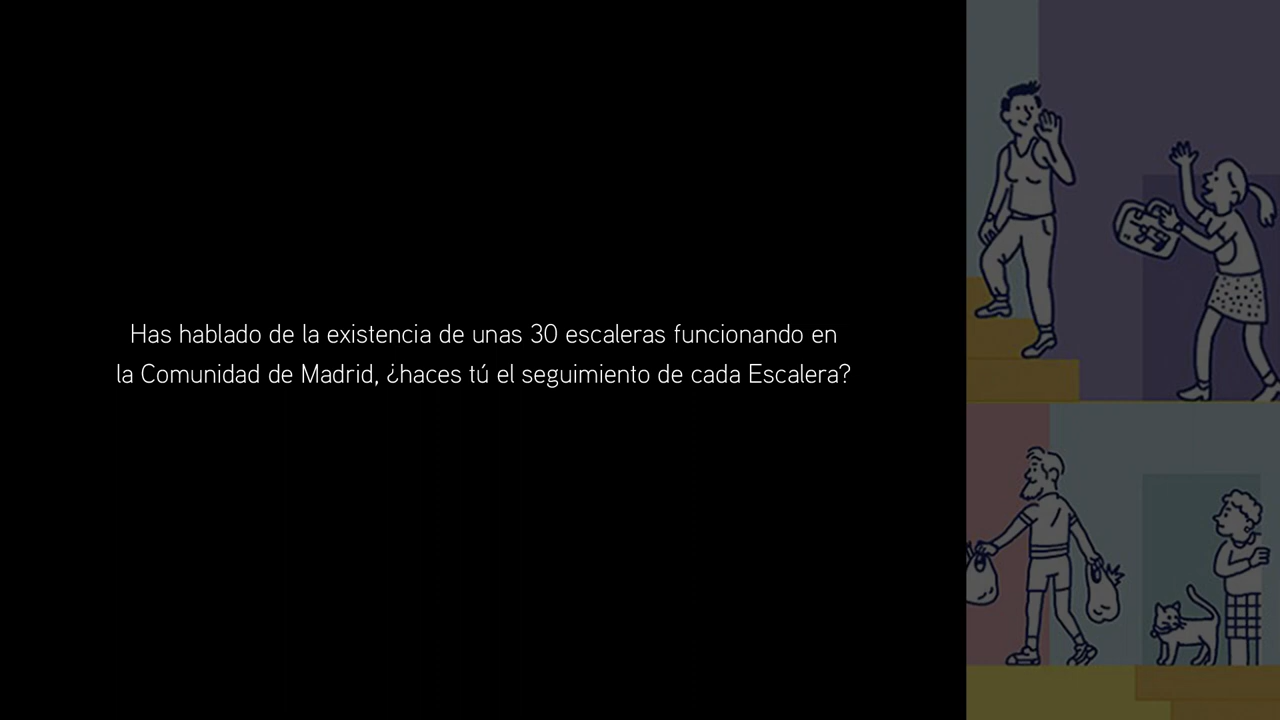 Has hablado de la existencia de unas 30 escaleras funcionando en
la Comunidad de Madrid, ¿haces tú el seguimiento de cada Escalera?